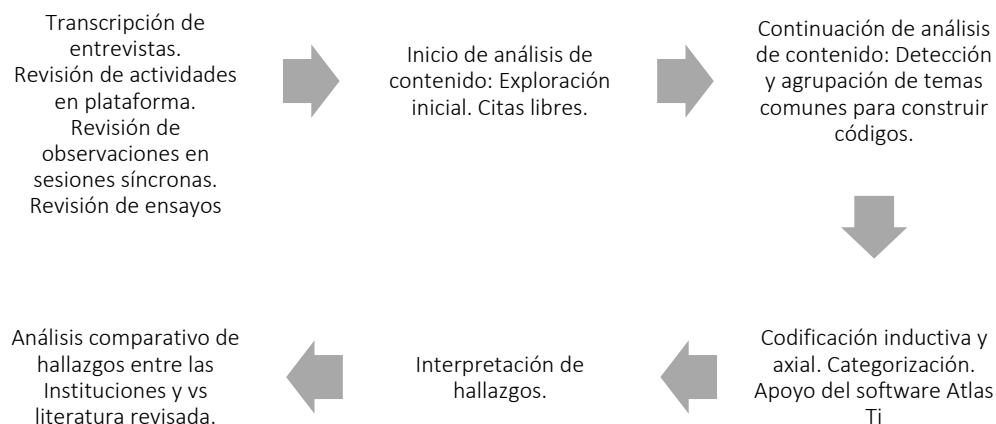 Transcripción de
entrevistas.
Revisión de actividades
en plataforma.
Revisión de
observaciones en
sesiones síncronas.
Revisión de ensayos
Inicio de análisis de
contenido: Exploración
inicial. Citas libres.
Continuación de análisis
de contenido: Detección
y agrupación de temas
comunes para construir
códigos.
Codificación inductiva y
axial. Categorización.
Apoyo del software Atlas
Ti
Interpretación de
hallazgos.
Análisis comparativo de
hallazgos entre las
Instituciones y vs
literatura revisada.